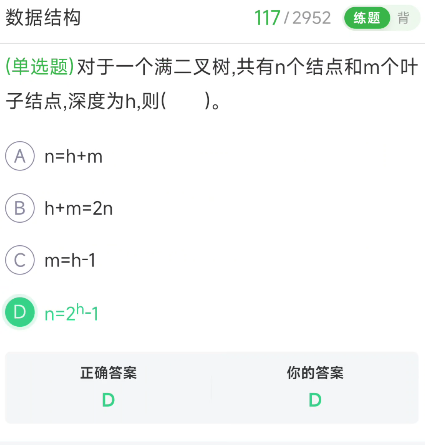 数据结构 117/2952 练题 背
(单选题)对于一个满二叉树,共有n个结点和m个叶
子结点,深度为h,则(  )。
A n=h+m
B h+m=2n
C m=h-1
D n=2ʰ-1
正确答案 你的答案
D D